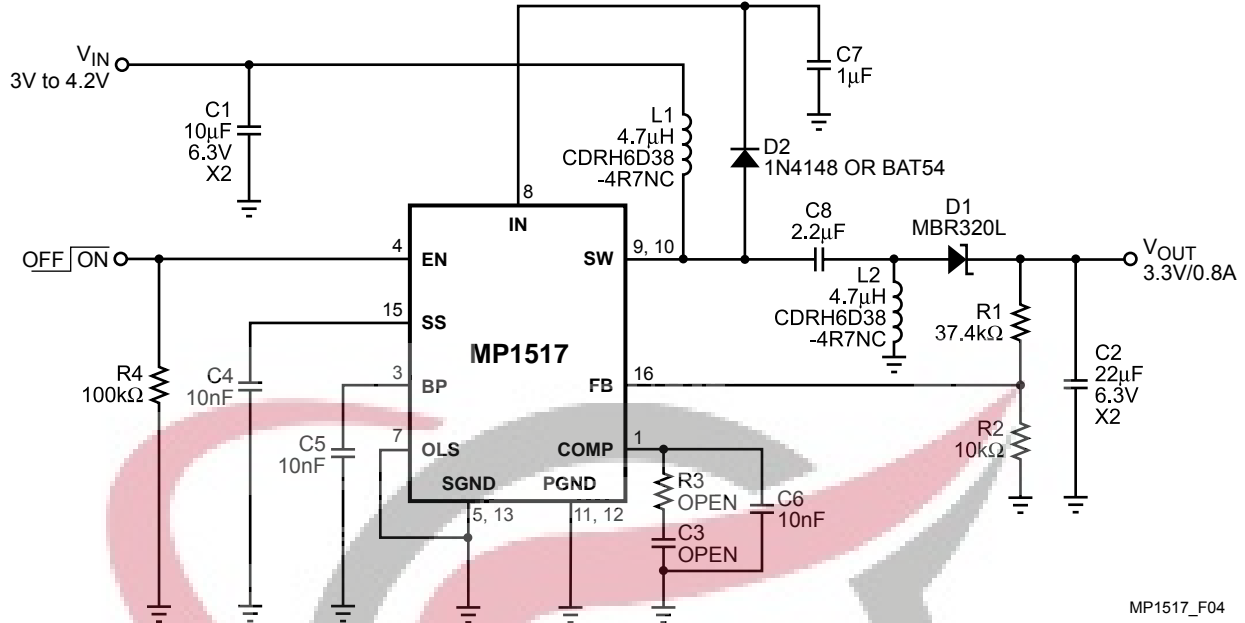 VIN
3V to 4.2V
C1
10μF
6.3V
X2
L1
4.7μH
CDRH6D38
-4R7NC
C7
1μF
D2
1N4148 OR BAT54
8
IN
OFF ON
4
EN
SW
9, 10
C8
2.2μF
D1
MBR320L
VOUT
3.3V/0.8A
L2
4.7μH
CDRH6D38
-4R7NC
R1
37.4kΩ
C2
22μF
6.3V
X2
15
SS
MP1517
R4
100kΩ
C4
10nF
3
BP
FB
16
R2
10kΩ
C5
10nF
7
OLS
COMP
1
SGND
PGND
5, 13
11, 12
R3
OPEN
C3
OPEN
C6
10nF
MP1517_F04